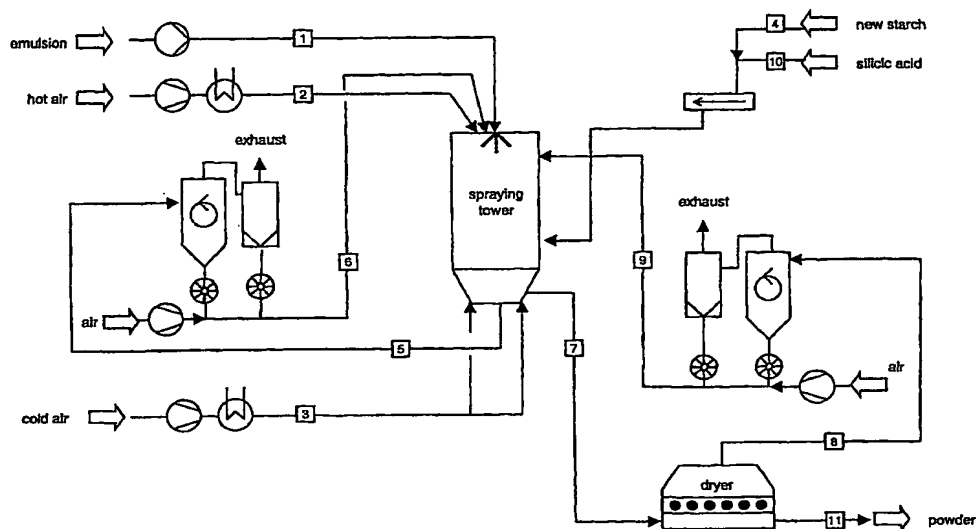 emulsion
1
4
new starch
10
silicic acid
hot air
2
exhaust
spraying
tower
exhaust
6
9
air
5
7
air
cold air
3
8
dryer
11
powder